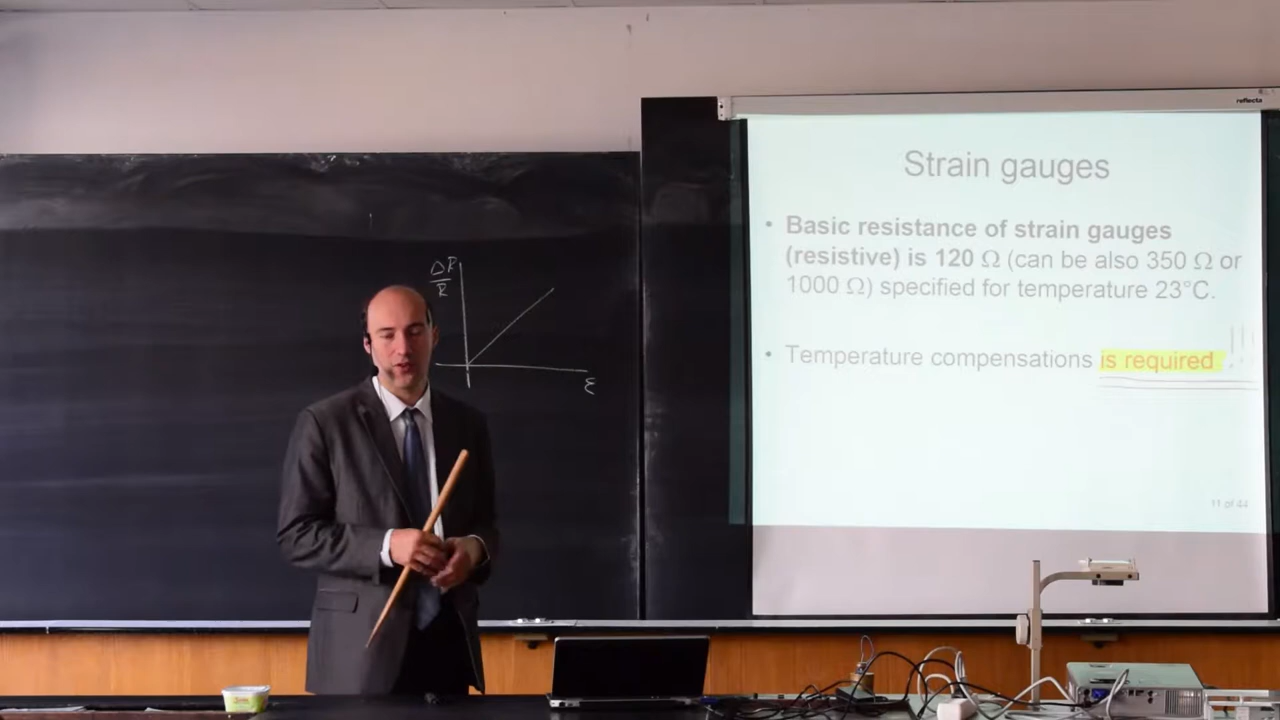 ΔR
R
ε
reflecta
Strain gauges
• Basic resistance of strain gauges
(resistive) is 120 Ω (can be also 350 Ω or
1000 Ω) specified for temperature 23°C.
• Temperature compensations is required !!!
11 of 44